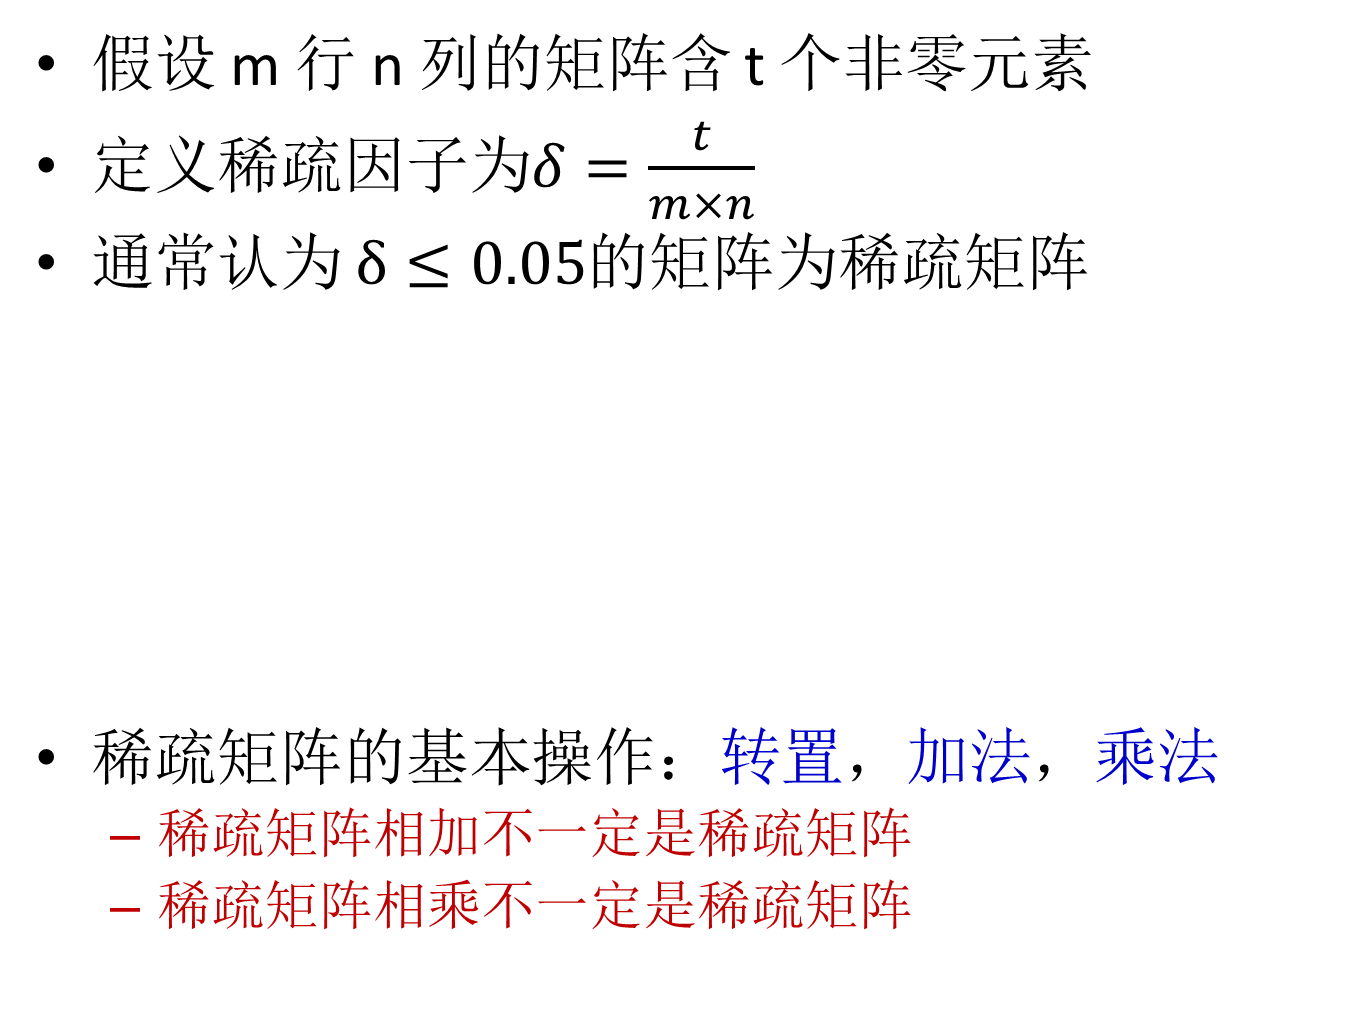 • 假设 m 行 n 列的矩阵含 t 个非零元素
• 定义稀疏因子为δ = t/(m×n)
• 通常认为 δ ≤ 0.05的矩阵为稀疏矩阵
• 稀疏矩阵的基本操作：转置，加法，乘法
– 稀疏矩阵相加不一定是稀疏矩阵
– 稀疏矩阵相乘不一定是稀疏矩阵